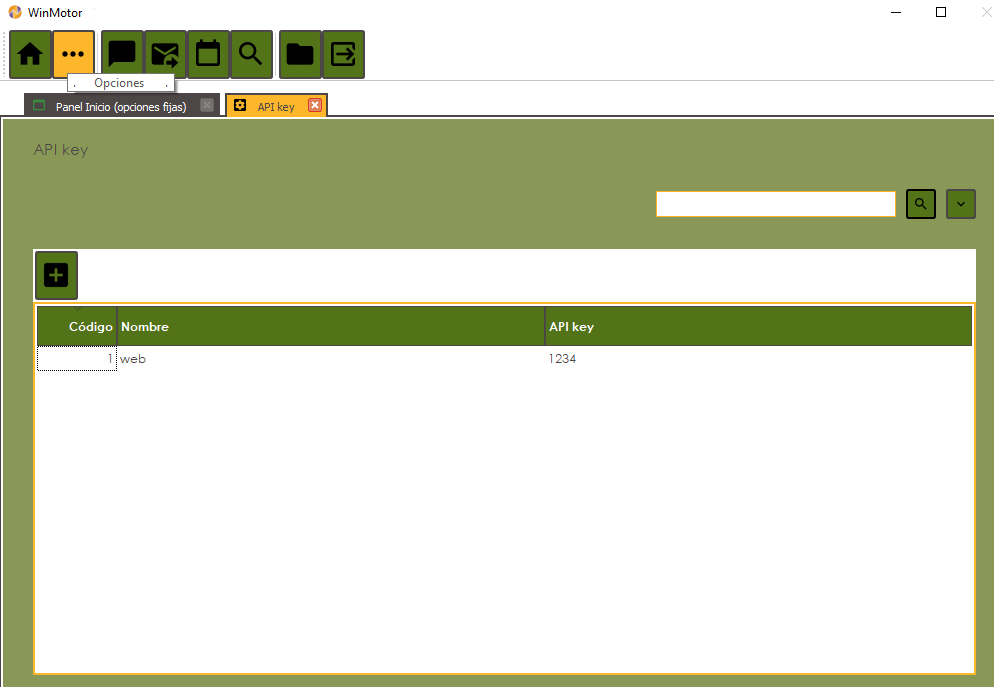 WinMotor
. Opciones .
Panel Inicio (opciones fijas) API key
API key
Código Nombre API key
1 web 1234